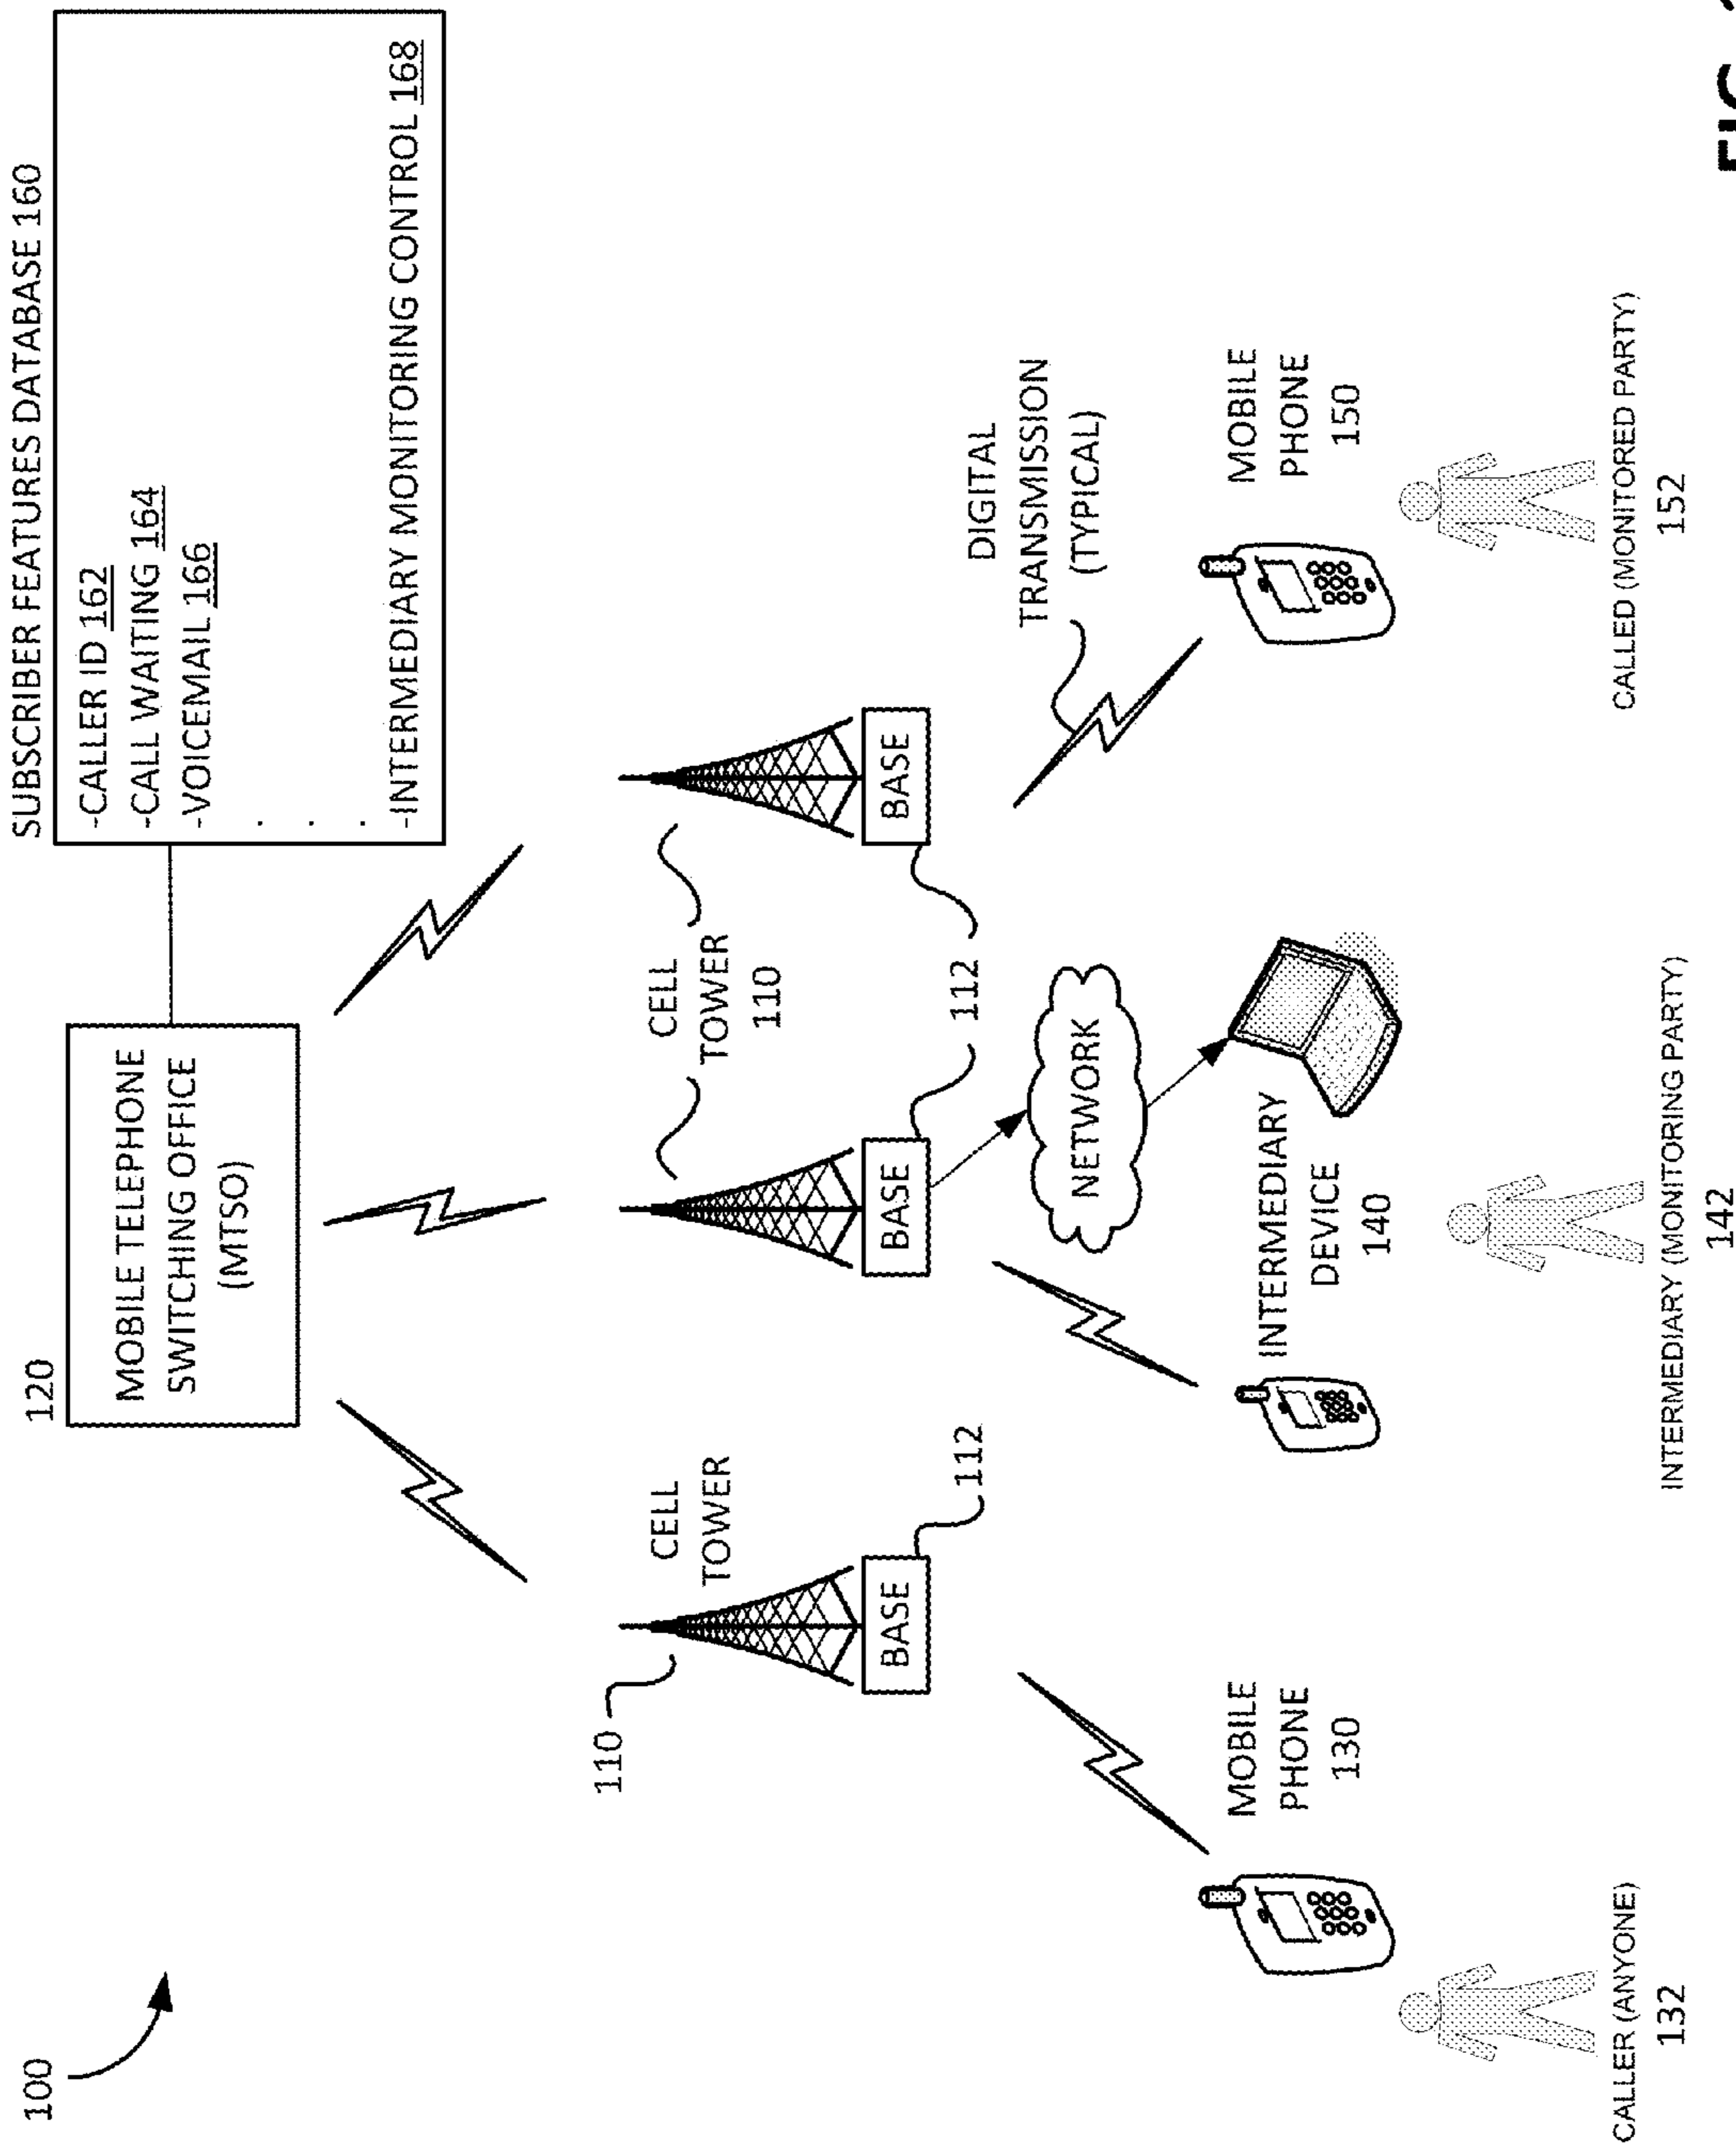 100
120
MOBILE TELEPHONE
SWITCHING OFFICE
(MTSO)
SUBSCRIBER FEATURES DATABASE 160
-CALLER ID 162
-CALL WAITING 164
-VOICEMAIL 166
.
.
.
-INTERMEDIARY MONITORING CONTROL 168
110
CELL
TOWER
CELL
TOWER
110
BASE
112
BASE
112
BASE
NETWORK
DIGITAL
TRANSMISSION
(TYPICAL)
MOBILE
PHONE
130
INTERMEDIARY
DEVICE
140
MOBILE
PHONE
150
CALLER (ANYONE)
132
INTERMEDIARY (MONITORING PARTY)
142
CALLED (MONITORED PARTY)
152